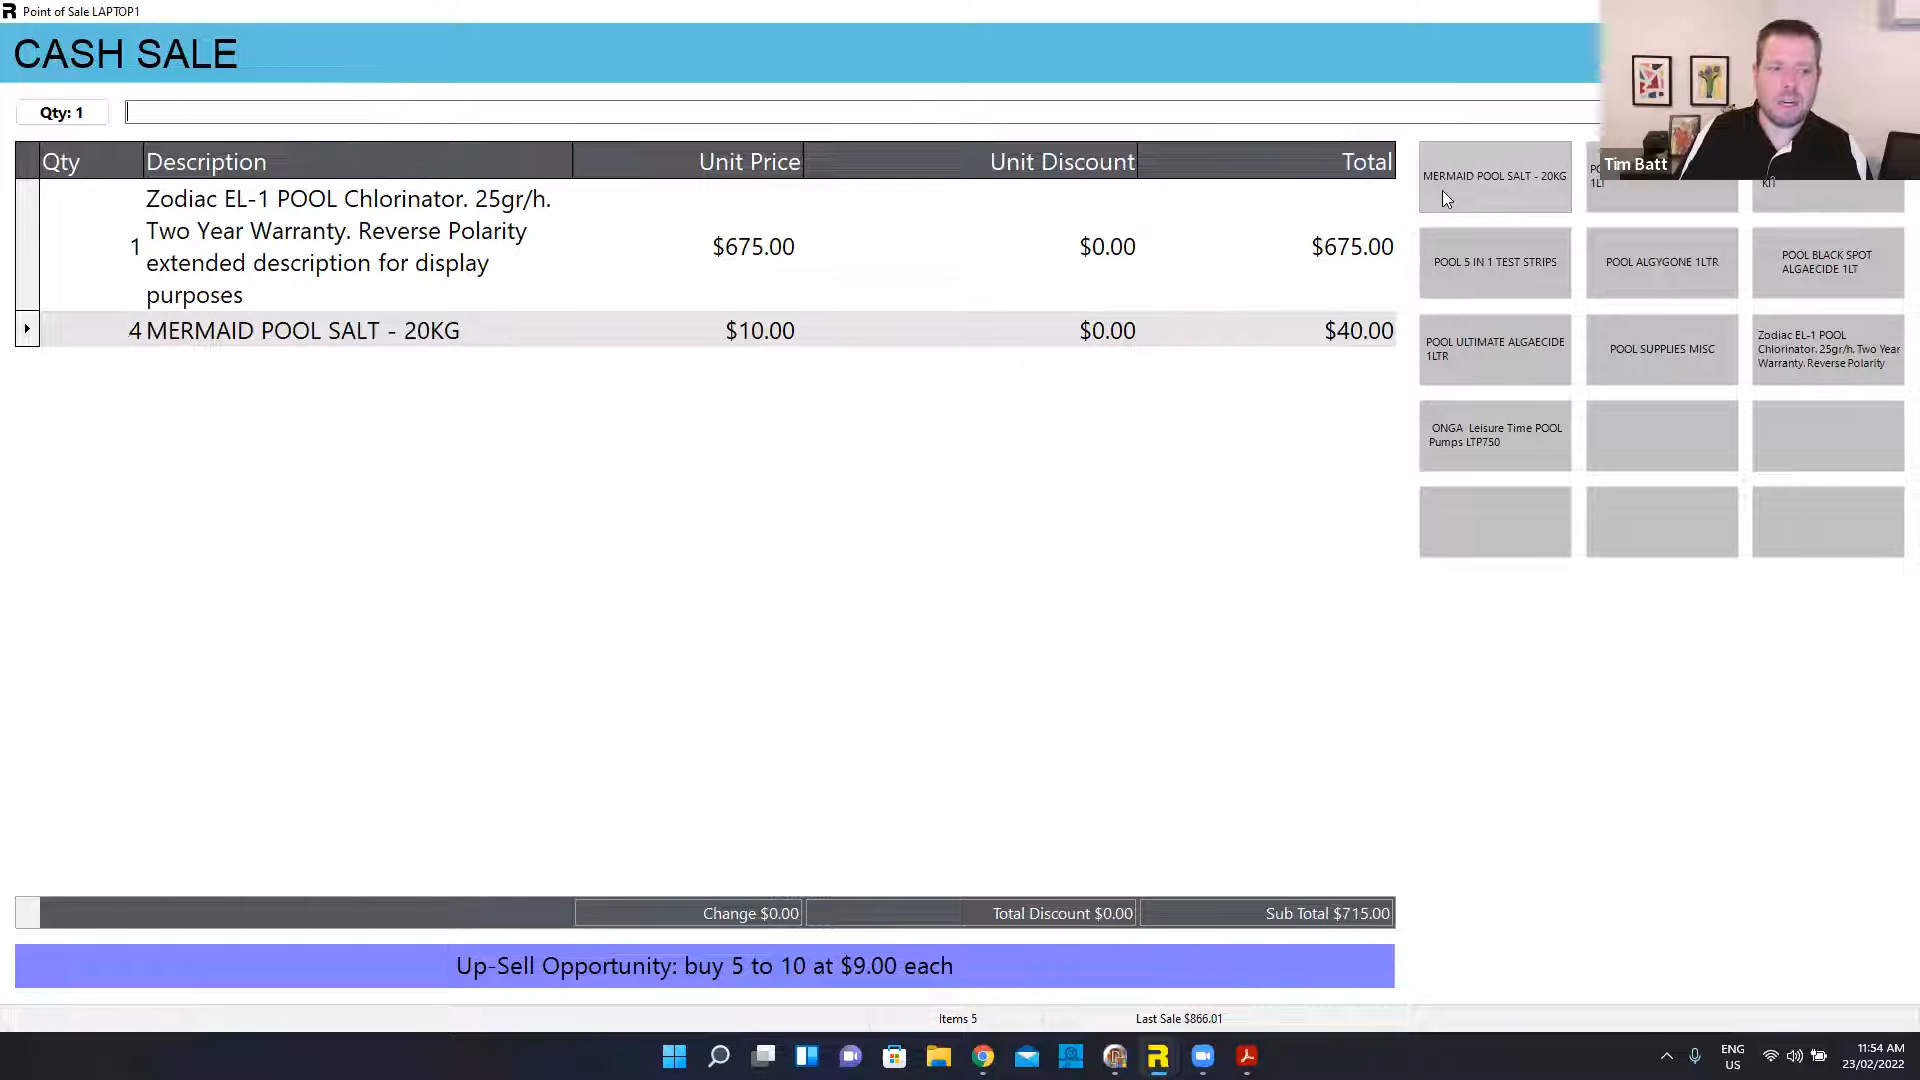 Point of Sale LAPTOP1
CASH SALE
Qty: 1
Qty Description Unit Price Unit Discount Total
Zodiac EL-1 POOL Chlorinator. 25gr/h.
Two Year Warranty. Reverse Polarity
1 $675.00 $0.00 $675.00
extended description for display
purposes
4 MERMAID POOL SALT - 20KG $10.00 $0.00 $40.00
Tim Batt
MERMAID POOL SALT - 20KG
KIT
POOL 5 IN 1 TEST STRIPS
POOL ALGYGONE 1LTR
POOL BLACK SPOT
ALGAECIDE 1LT
POOL ULTIMATE ALGAECIDE
1LTR
POOL SUPPLIES MISC
Zodiac EL-1 POOL
Chlorinator. 25gr/h. Two Year
Warranty. Reverse Polarity
ONGA Leisure Time POOL
Pumps LTP750
Change $0.00 Total Discount $0.00 Sub Total $715.00
Up-Sell Opportunity: buy 5 to 10 at $9.00 each
Items 5 Last Sale $866.01
ENG
US
11:54 AM
23/02/2022